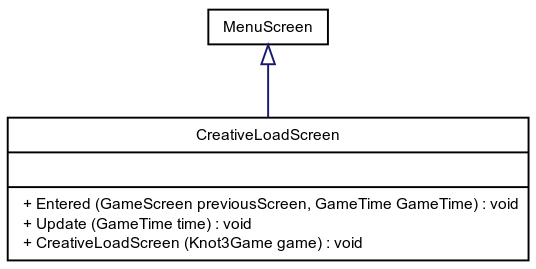 MenuScreen
CreativeLoadScreen
+ Entered (GameScreen previousScreen, GameTime GameTime) : void
+ Update (GameTime time) : void
+ CreativeLoadScreen (Knot3Game game) : void